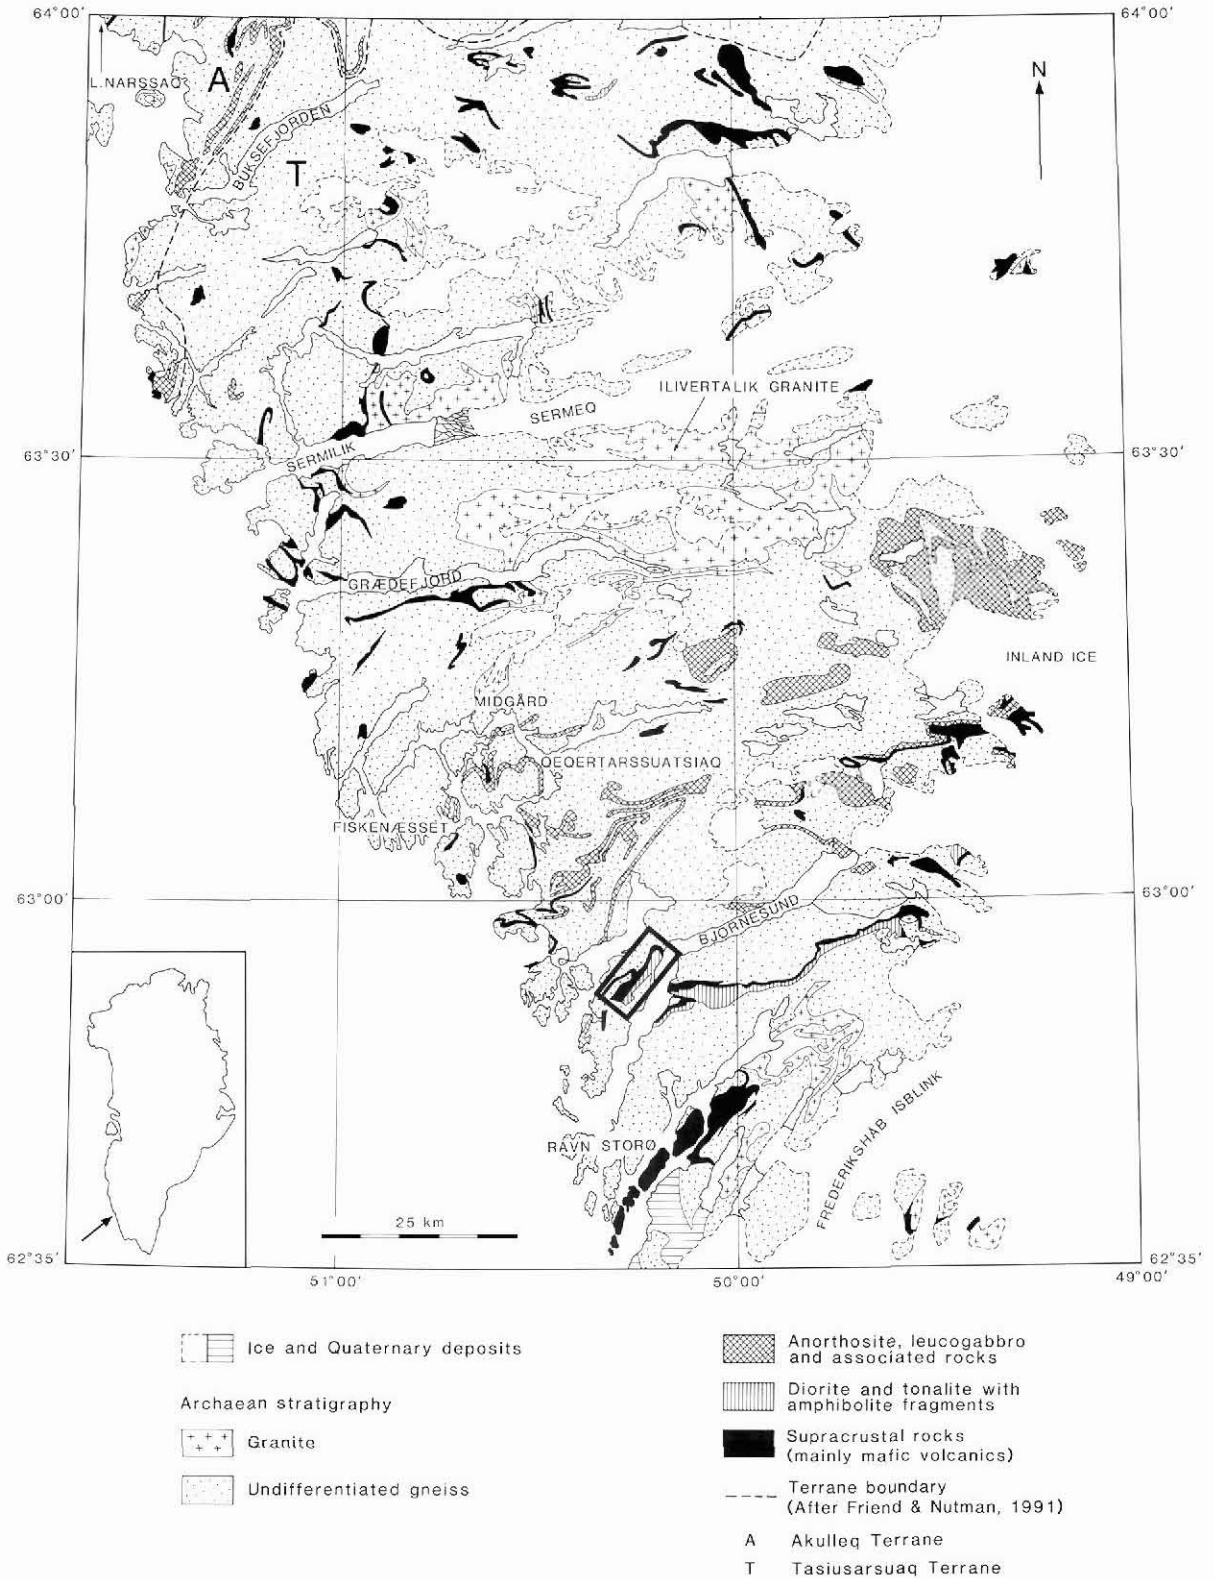 64°00'
64°00'
L.NARSSAQ
A
N
BUKSEFJORDEN
T
ILIVERTALIK GRANITE
SERMEQ
63°30'
SERMILIK
63°30'
GRÆDEFJORD
INLAND ICE
MIDGÅRD
QEQERTARSSUATSIAQ
FISKENÆSSET
63°00'
63°00'
BJØRNESUND
RAVN STORØ
FREDERIKSHÅB ISBLINK
25 km
62°35'
62°35'
51°00'
50°00'
49°00'
Ice and Quaternary deposits
Archaean stratigraphy
Granite
Undifferentiated gneiss
Anorthosite, leucogabbro
and associated rocks
Diorite and tonalite with
amphibolite fragments
Supracrustal rocks
(mainly mafic volcanics)
Terrane boundary
(After Friend & Nutman, 1991)
A Akulleq Terrane
T Tasiusarsuaq Terrane